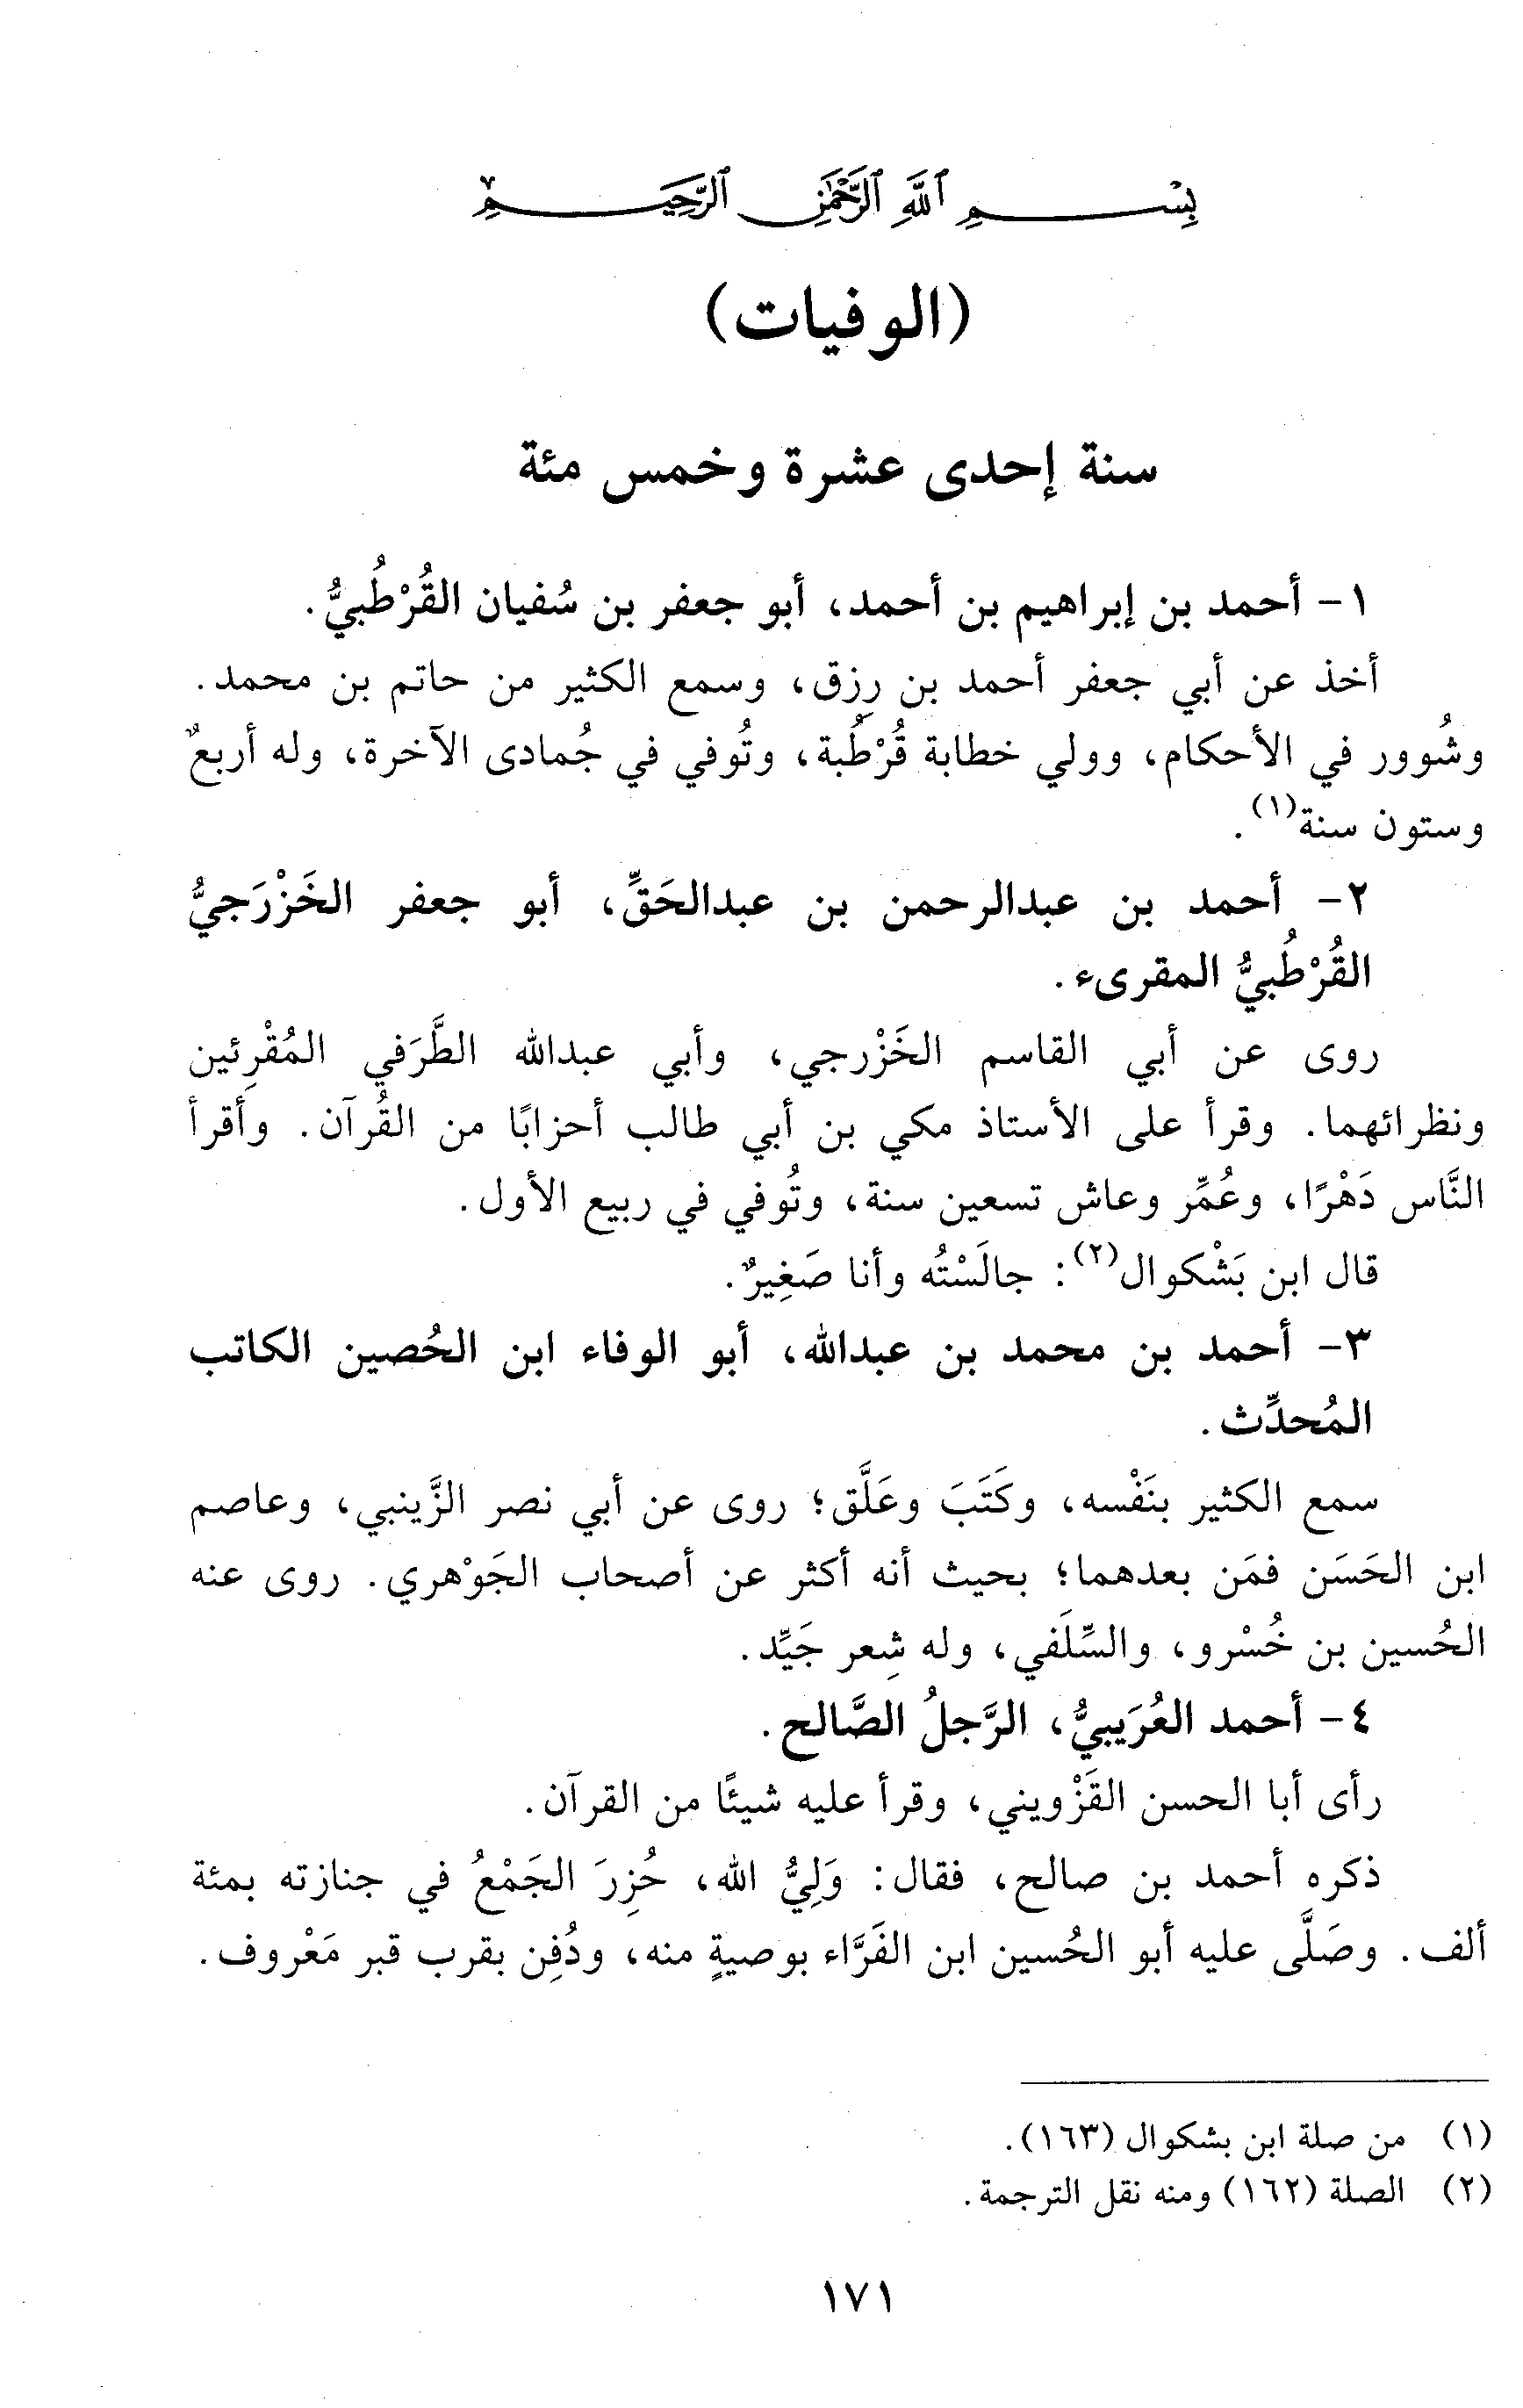 بِسْمِ ٱللَّهِ ٱلرَّحْمَٰنِ ٱلرَّحِيمِ
(الوفيات)
سنة إحدى عشرة وخمس مئة
١- أحمد بن إبراهيم بن أحمد، أبو جعفر بن سُفيان القُرْطُبيُّ.
أخذ عن أبي جعفر أحمد بن رِزق، وسمع الكثير من حاتم بن محمد.
وشُوور في الأحكام، وولي خطابة قُرْطُبة، وتُوفي في جُمادى الآخرة، وله أربعٌ
وستون سنة(١).
٢- أحمد بن عبدالرحمن بن عبدالحَقِّ، أبو جعفر الخَزْرَجيُّ
القُرْطُبيُّ المقرىء.
روى عن أبي القاسم الخَزْرجي، وأبي عبدالله الطَّرَفي المُقْرِئين
ونظرائهما. وقرأ على الأستاذ مكي بن أبي طالب أحزابًا من القُرآن. وأقرأ
النَّاس دَهْرًا، وعُمِّر وعاش تسعين سنة، وتُوفي في ربيع الأول.
قال ابن بَشْكوال(٢): جالَسْتُه وأنا صَغِيرٌ.
٣- أحمد بن محمد بن عبدالله، أبو الوفاء ابن الحُصين الكاتب
المُحدِّث.
سمع الكثير بنَفْسه، وكَتَبَ وعَلَّق؛ روى عن أبي نصر الزَّينبي، وعاصم
ابن الحَسَن فمَن بعدهما؛ بحيث أنه أكثر عن أصحاب الجَوْهري. روى عنه
الحُسين بن خُسْرو، والسِّلَفي، وله شِعر جَيِّد.
٤- أحمد العُرَيبيُّ، الرَّجلُ الصَّالح.
رأى أبا الحسن القَزْويني، وقرأ عليه شيئًا من القرآن.
ذكره أحمد بن صالح، فقال: وَلِيُّ الله، حُزِرَ الجَمْعُ في جنازته بمئة
ألف. وصَلَّى عليه أبو الحُسين ابن الفَرَّاء بوصيةٍ منه، ودُفِن بقرب قبر مَعْروف.
(١) من صلة ابن بشكوال (١٦٣).
(٢) الصلة (١٦٢) ومنه نقل الترجمة.
١٧١